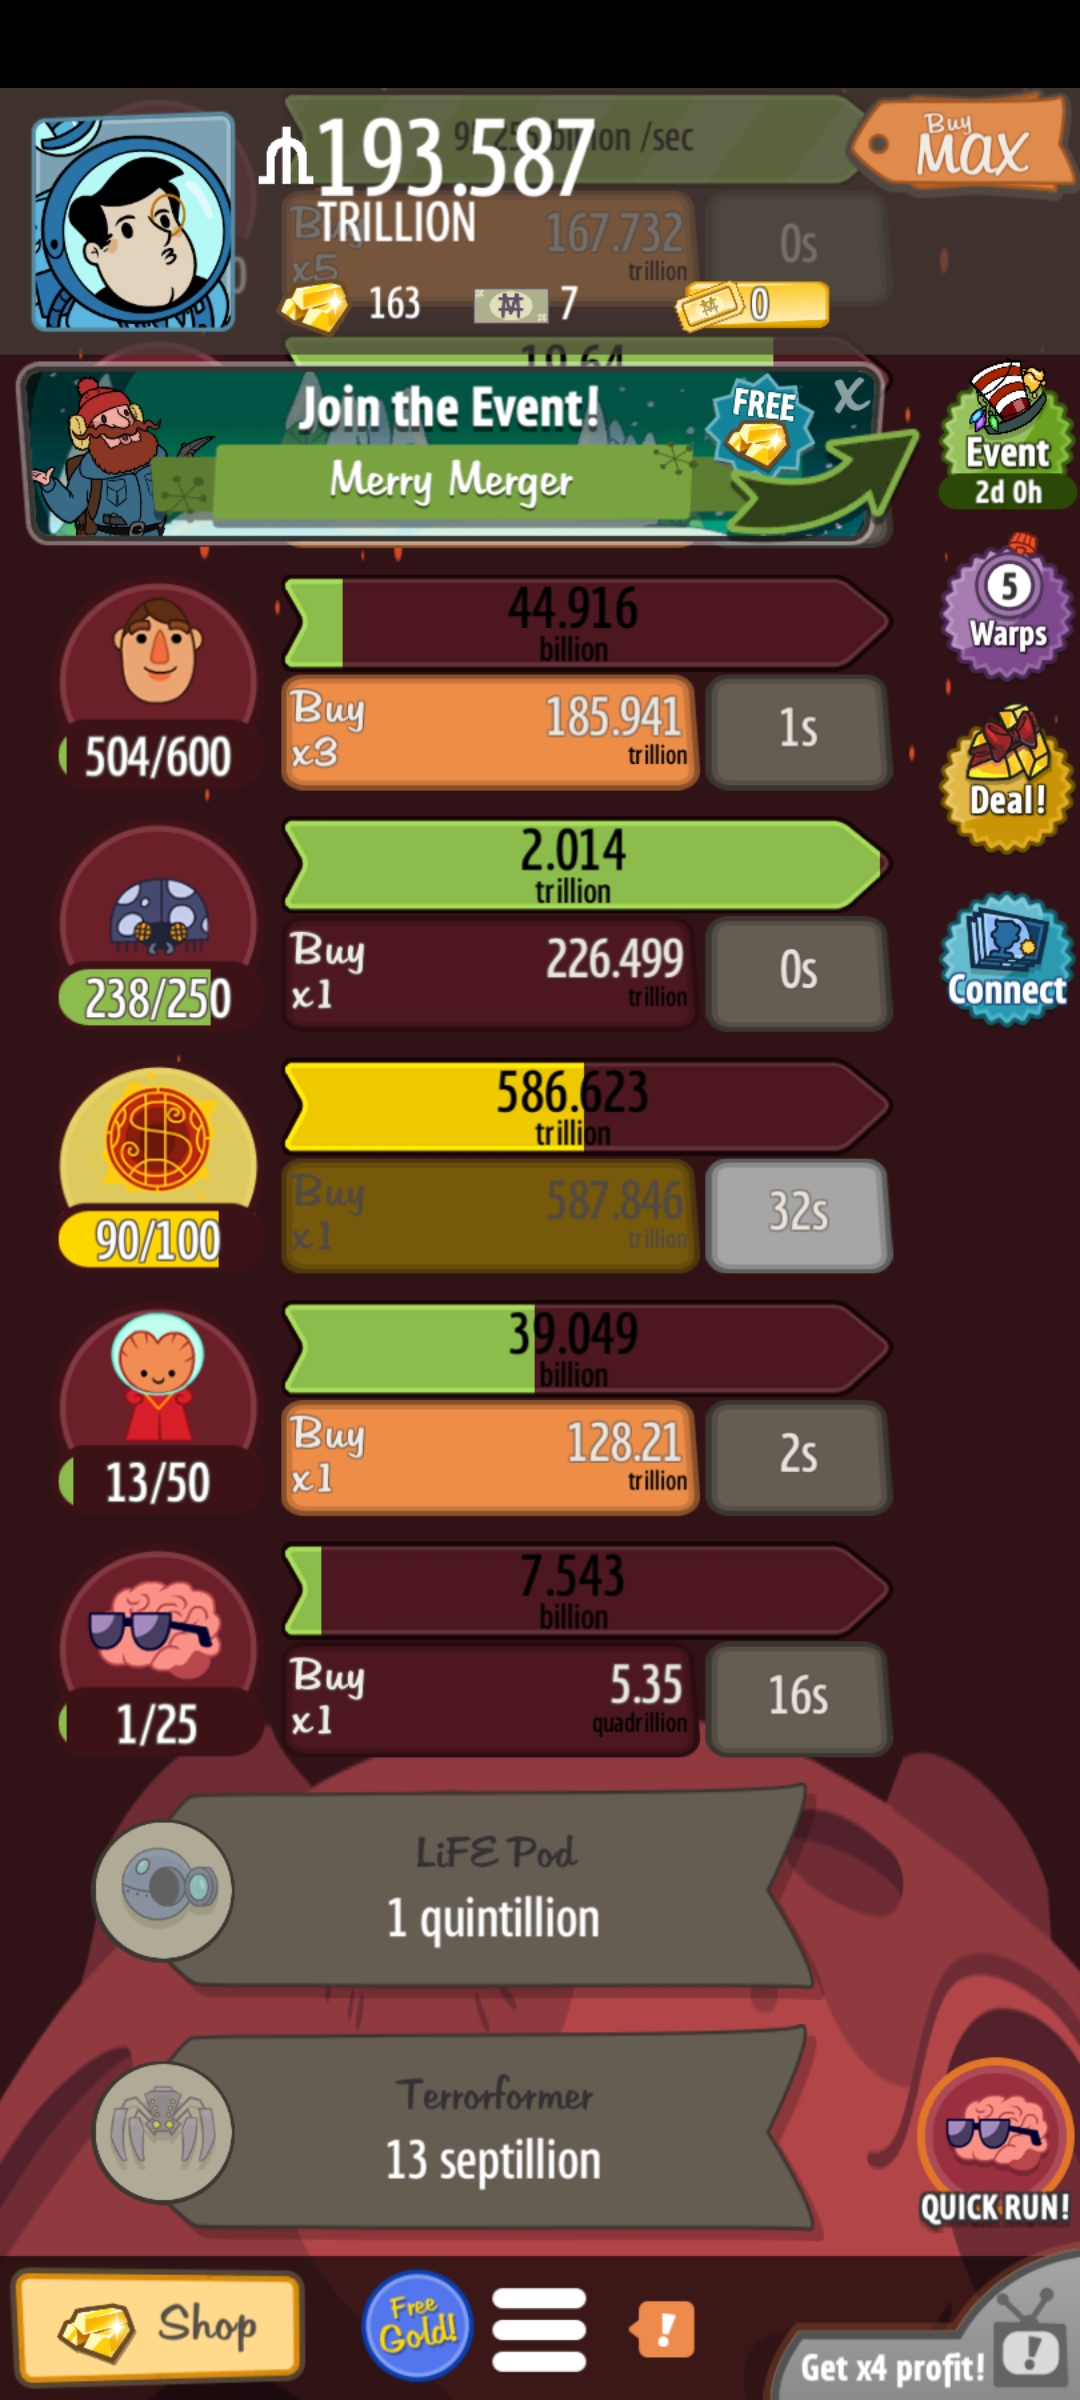 193.587
TRILLION
Buy
MAX
/sec
Buy
x5
167.732
trillion
0s
163
7
0
19.64
Join the Event!
Merry Merger
FREE
X
Event
2d 0h
44.916
billion
Buy
x3
185.941
trillion
1s
504/600
5
Warps
2.014
trillion
Buy
x1
226.499
trillion
0s
238/250
Deal!
Connect
586.623
trillion
Buy
x1
587.846
trillion
32s
90/100
39.049
billion
Buy
x1
128.21
trillion
2s
13/50
7.543
billion
Buy
x1
5.35
quadrillion
16s
1/25
LiFE Pod
1 quintillion
Terrorformer
13 septillion
QUICK RUN!
Shop
Free
Gold!
!
Get x4 profit!
!